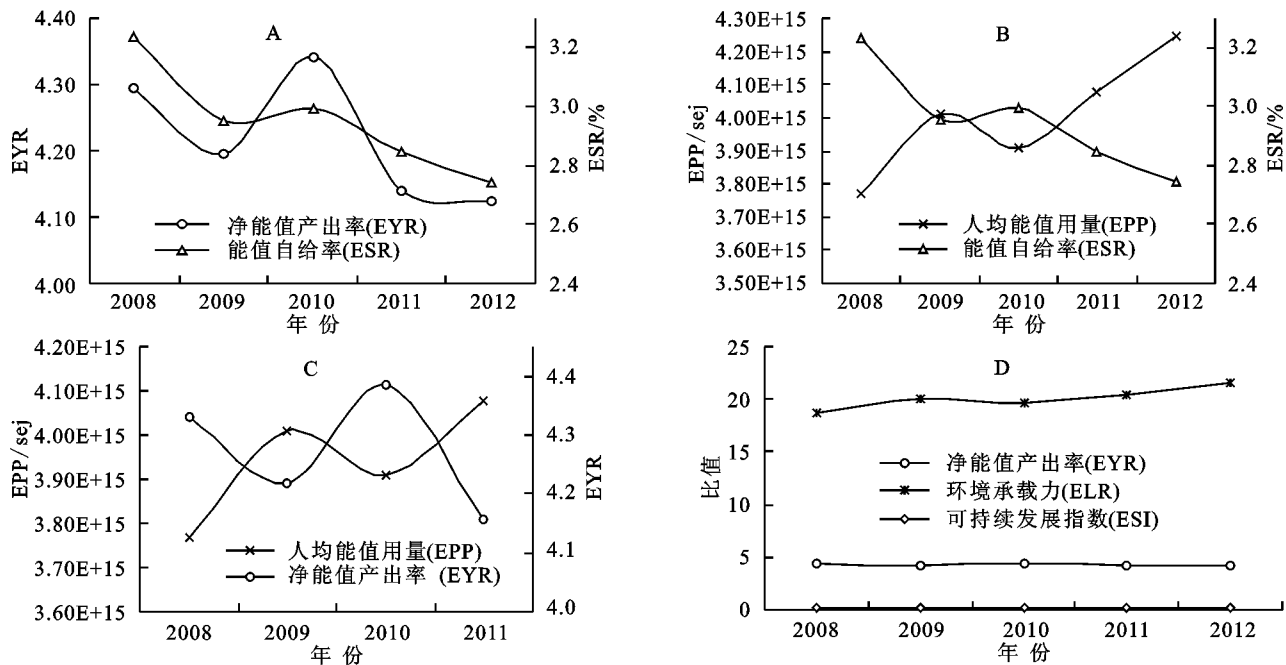 A
4.40
4.30
4.20
4.10
4.00
EYR
3.2
3.0
2.8
2.6
2.4
ESR/%
净能值产出率(EYR)
能值自给率(ESR)
2008 2009 2010 2011 2012
年 份
B
4.30E+15
4.20E+15
4.10E+15
4.00E+15
3.90E+15
3.80E+15
3.70E+15
3.60E+15
3.50E+15
EPP/sej
3.2
3.0
2.8
2.6
2.4
ESR/%
人均能值用量(EPP)
能值自给率(ESR)
2008 2009 2010 2011 2012
年 份
C
4.20E+15
4.10E+15
4.00E+15
3.90E+15
3.80E+15
3.70E+15
3.60E+15
EPP/sej
4.4
4.3
4.2
4.1
4.0
EYR
人均能值用量(EPP)
净能值产出率 (EYR)
2008 2009 2010 2011
年 份
D
25
20
15
10
5
0
比值
净能值产出率(EYR)
环境承载力(ELR)
可持续发展指数(ESI)
2008 2009 2010 2011 2012
年 份